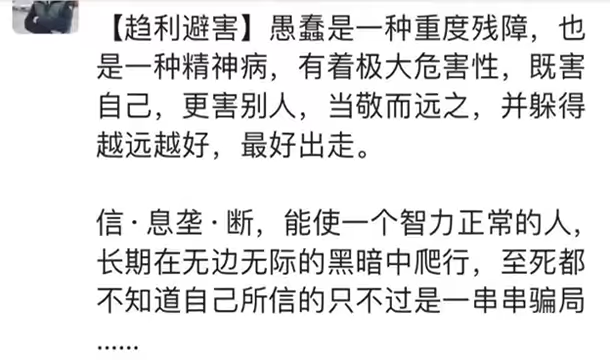 【趋利避害】愚蠢是一种重度残障，也
是一种精神病，有着极大危害性，既害
自己，更害别人，当敬而远之，并躲得
越远越好，最好出走。
信·息垄·断，能使一个智力正常的人，
长期在无边无际的黑暗中爬行，至死都
不知道自己所信的只不过是一串串骗局
······